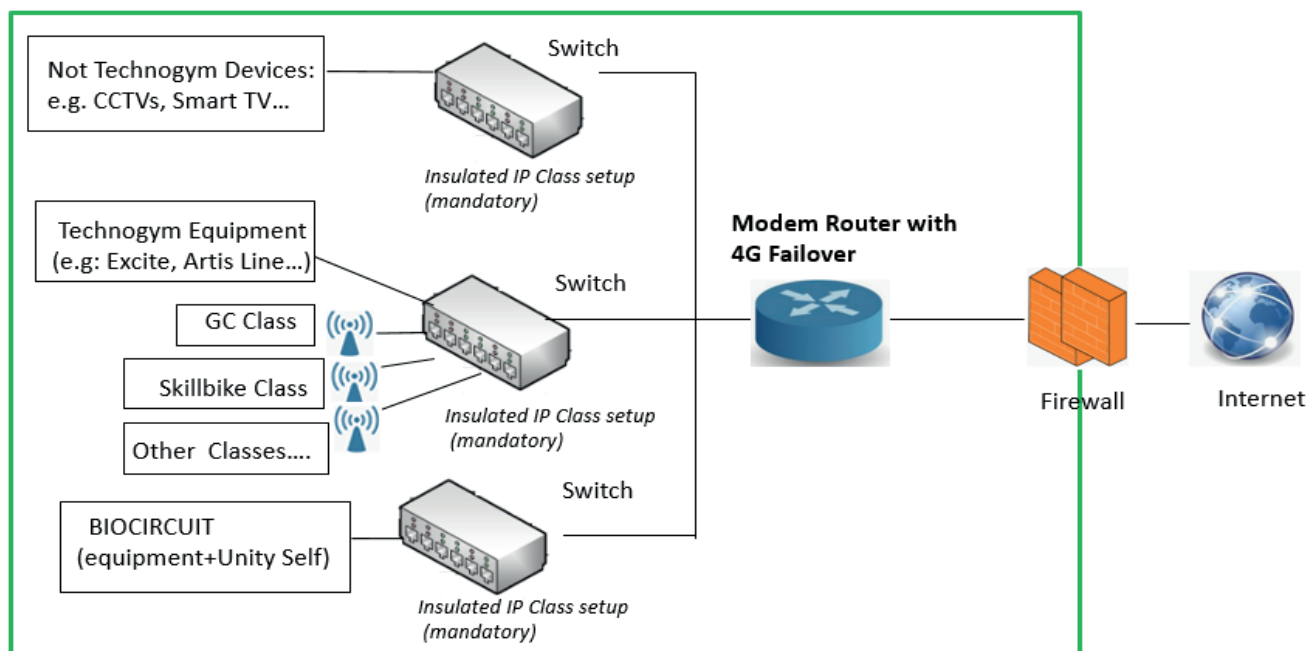 Not Technogym Devices:
e.g. CCTVs, Smart TV…
Switch
Insulated IP Class setup
(mandatory)
Technogym Equipment
(e.g: Excite, Artis Line…)
GC Class
Skillbike Class
Other Classes….
Switch
Insulated IP Class setup
(mandatory)
BIOCIRCUIT
(equipment+Unity Self)
Switch
Insulated IP Class setup
(mandatory)
Modem Router with
4G Failover
Firewall
Internet